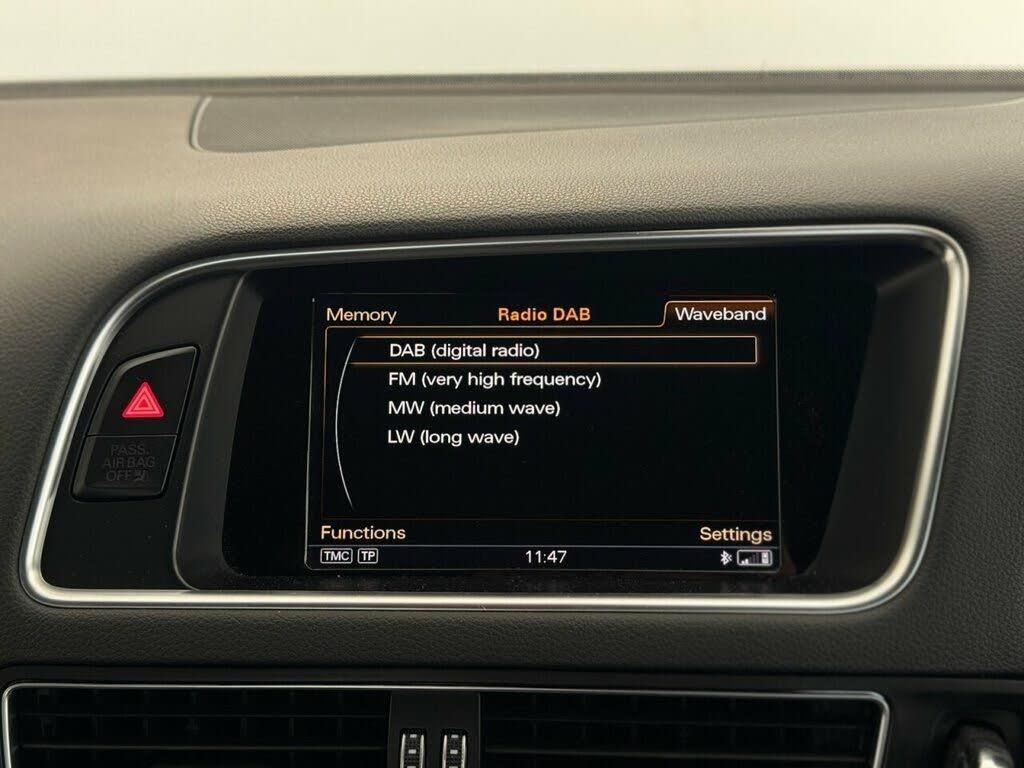 Memory Radio DAB Waveband
DAB (digital radio)
FM (very high frequency)
MW (medium wave)
LW (long wave)
PASS.
AIR BAG
OFF
Functions Settings
TMC TP 11:47